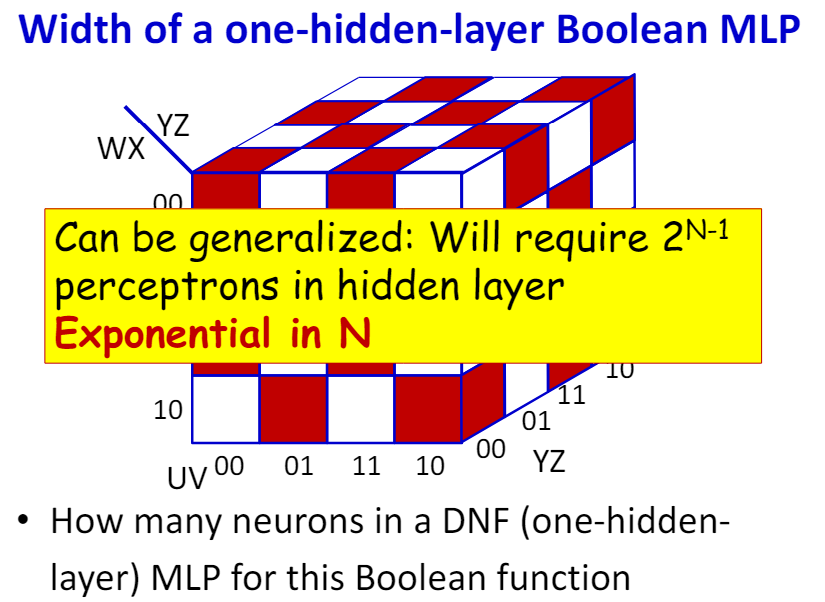 Width of a one-hidden-layer Boolean MLP
YZ
WX
00
Can be generalized: Will require 2ᴺ⁻¹
perceptrons in hidden layer
Exponential in N
10
11
10
01
00
YZ
UV 00 01 11 10
• How many neurons in a DNF (one-hidden-
layer) MLP for this Boolean function